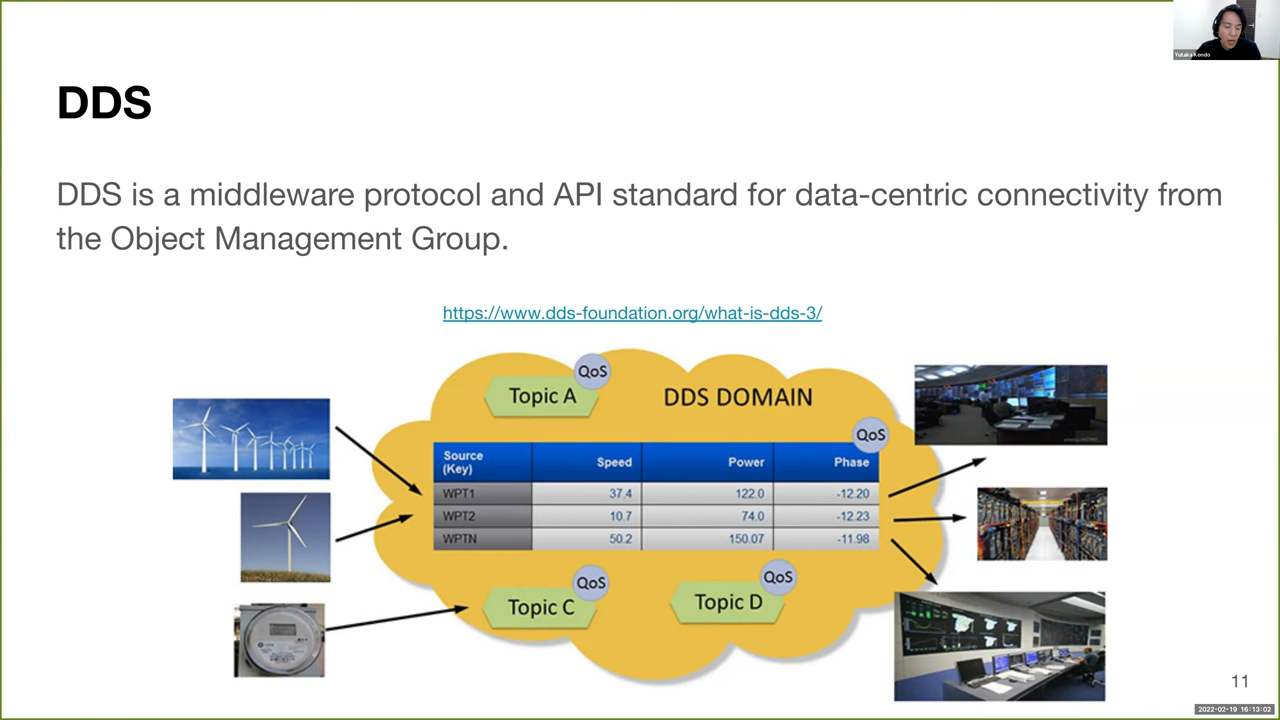 Yutaka Kondo
DDS
DDS is a middleware protocol and API standard for data-centric connectivity from
the Object Management Group.
https://www.dds-foundation.org/what-is-dds-3/
QoS
Topic A
DDS DOMAIN
QoS
Source (Key) Speed Power Phase
WPT1 37.4 122.0 -12.20
WPT2 10.7 74.0 -12.23
WPTN 50.2 150.07 -11.98
QoS
Topic C
QoS
Topic D
11
2022-02-19 16:13:02